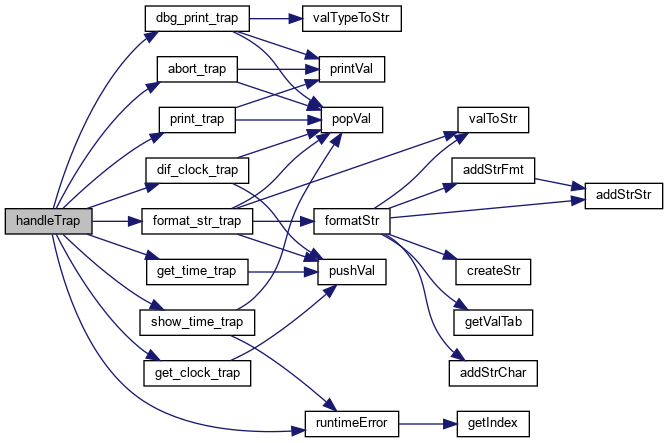 dbg_print_trap
valTypeToStr
abort_trap
printVal
print_trap
popVal
valToStr
dif_clock_trap
addStrFmt
addStrStr
handleTrap
format_str_trap
formatStr
get_time_trap
pushVal
createStr
show_time_trap
getValTab
get_clock_trap
addStrChar
runtimeError
getIndex